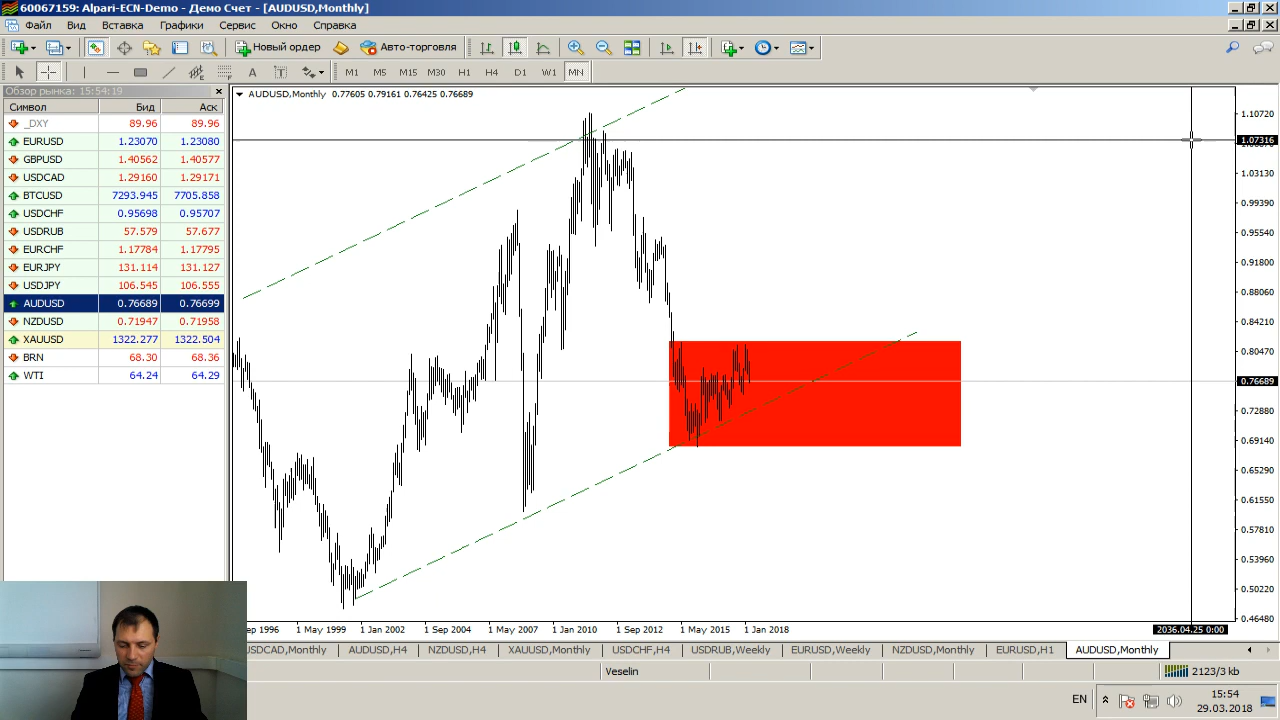 60067159: Alpari-ECN-Demo - Демо Счет - [AUDUSD,Monthly]
Файл Вид Вставка Графики Сервис Окно Справка
Новый ордер Авто-торговля
A T M1 M5 M15 M30 H1 H4 D1 W1 MN
Обзор рынка: 15:54:19
Символ Бид Аск
_DXY 89.96 89.96
EURUSD 1.23070 1.23080
GBPUSD 1.40562 1.40577
USDCAD 1.29160 1.29171
BTCUSD 7293.945 7705.858
USDCHF 0.95698 0.95707
USDRUB 57.579 57.677
EURCHF 1.17784 1.17795
EURJPY 131.114 131.127
USDJPY 106.545 106.555
AUDUSD 0.76689 0.76699
NZDUSD 0.71947 0.71958
XAUUSD 1322.277 1322.504
BRN 68.30 68.36
WTI 64.24 64.29
AUDUSD,Monthly 0.77605 0.79161 0.76425 0.76689
1.10720
1.07316
1.03130
0.99390
0.95540
0.91800
0.88060
0.84210
0.80470
0.76689
0.72880
0.69140
0.65290
0.61550
0.57810
0.53960
0.50220
0.46480
ep 1996 1 May 1999 1 Jan 2002 1 Sep 2004 1 May 2007 1 Jan 2010 1 Sep 2012 1 May 2015 1 Jan 2018 2036.04.25 0:00
USDCAD,Monthly AUDUSD,H4 NZDUSD,H4 XAUUSD,Monthly USDCHF,H4 USDRUB,Weekly EURUSD,Weekly NZDUSD,Monthly EURUSD,H1 AUDUSD,Monthly
Veselin 2123/3 kb
EN 15:54
29.03.2018